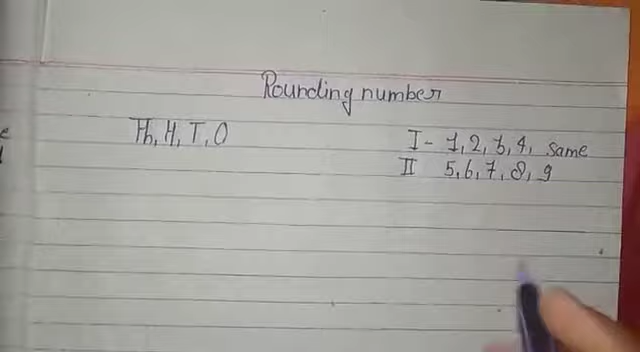 Rounding number
Th, H, T, O
I - 1, 2, 3, 4, same
II 5, 6, 7, 8, 9